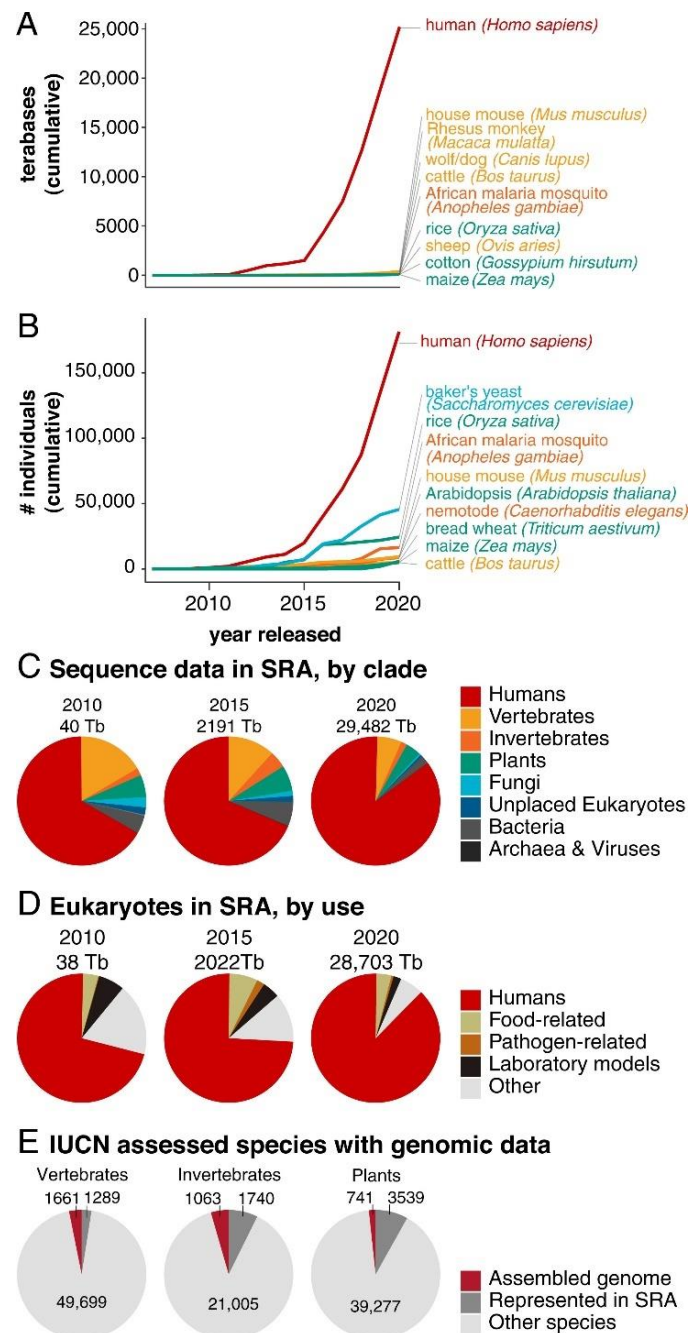 A
25,000
20,000
15,000
10,000
5000
0
terabases
(cumulative)
human (Homo sapiens)
house mouse (Mus musculus)
Rhesus monkey
(Macaca mulatta)
wolf/dog (Canis lupus)
cattle (Bos taurus)
African malaria mosquito
(Anopheles gambiae)
rice (Oryza sativa)
sheep (Ovis aries)
cotton (Gossypium hirsutum)
maize (Zea mays)
B
150,000
100,000
50,000
0
# individuals
(cumulative)
human (Homo sapiens)
baker's yeast
(Saccharomyces cerevisiae)
rice (Oryza sativa)
African malaria mosquito
(Anopheles gambiae)
house mouse (Mus musculus)
Arabidopsis (Arabidopsis thaliana)
nemotode (Caenorhabditis elegans)
bread wheat (Triticum aestivum)
maize (Zea mays)
cattle (Bos taurus)
2010 2015 2020
year released
C Sequence data in SRA, by clade
2010 2015 2020
40 Tb 2191 Tb 29,482 Tb
Humans
Vertebrates
Invertebrates
Plants
Fungi
Unplaced Eukaryotes
Bacteria
Archaea & Viruses
D Eukaryotes in SRA, by use
2010 2015 2020
38 Tb 2022Tb 28,703 Tb
Humans
Food-related
Pathogen-related
Laboratory models
Other
E IUCN assessed species with genomic data
Vertebrates Invertebrates Plants
1661 1289 1063 1740 741 3539
49,699 21,005 39,277
Assembled genome
Represented in SRA
Other species